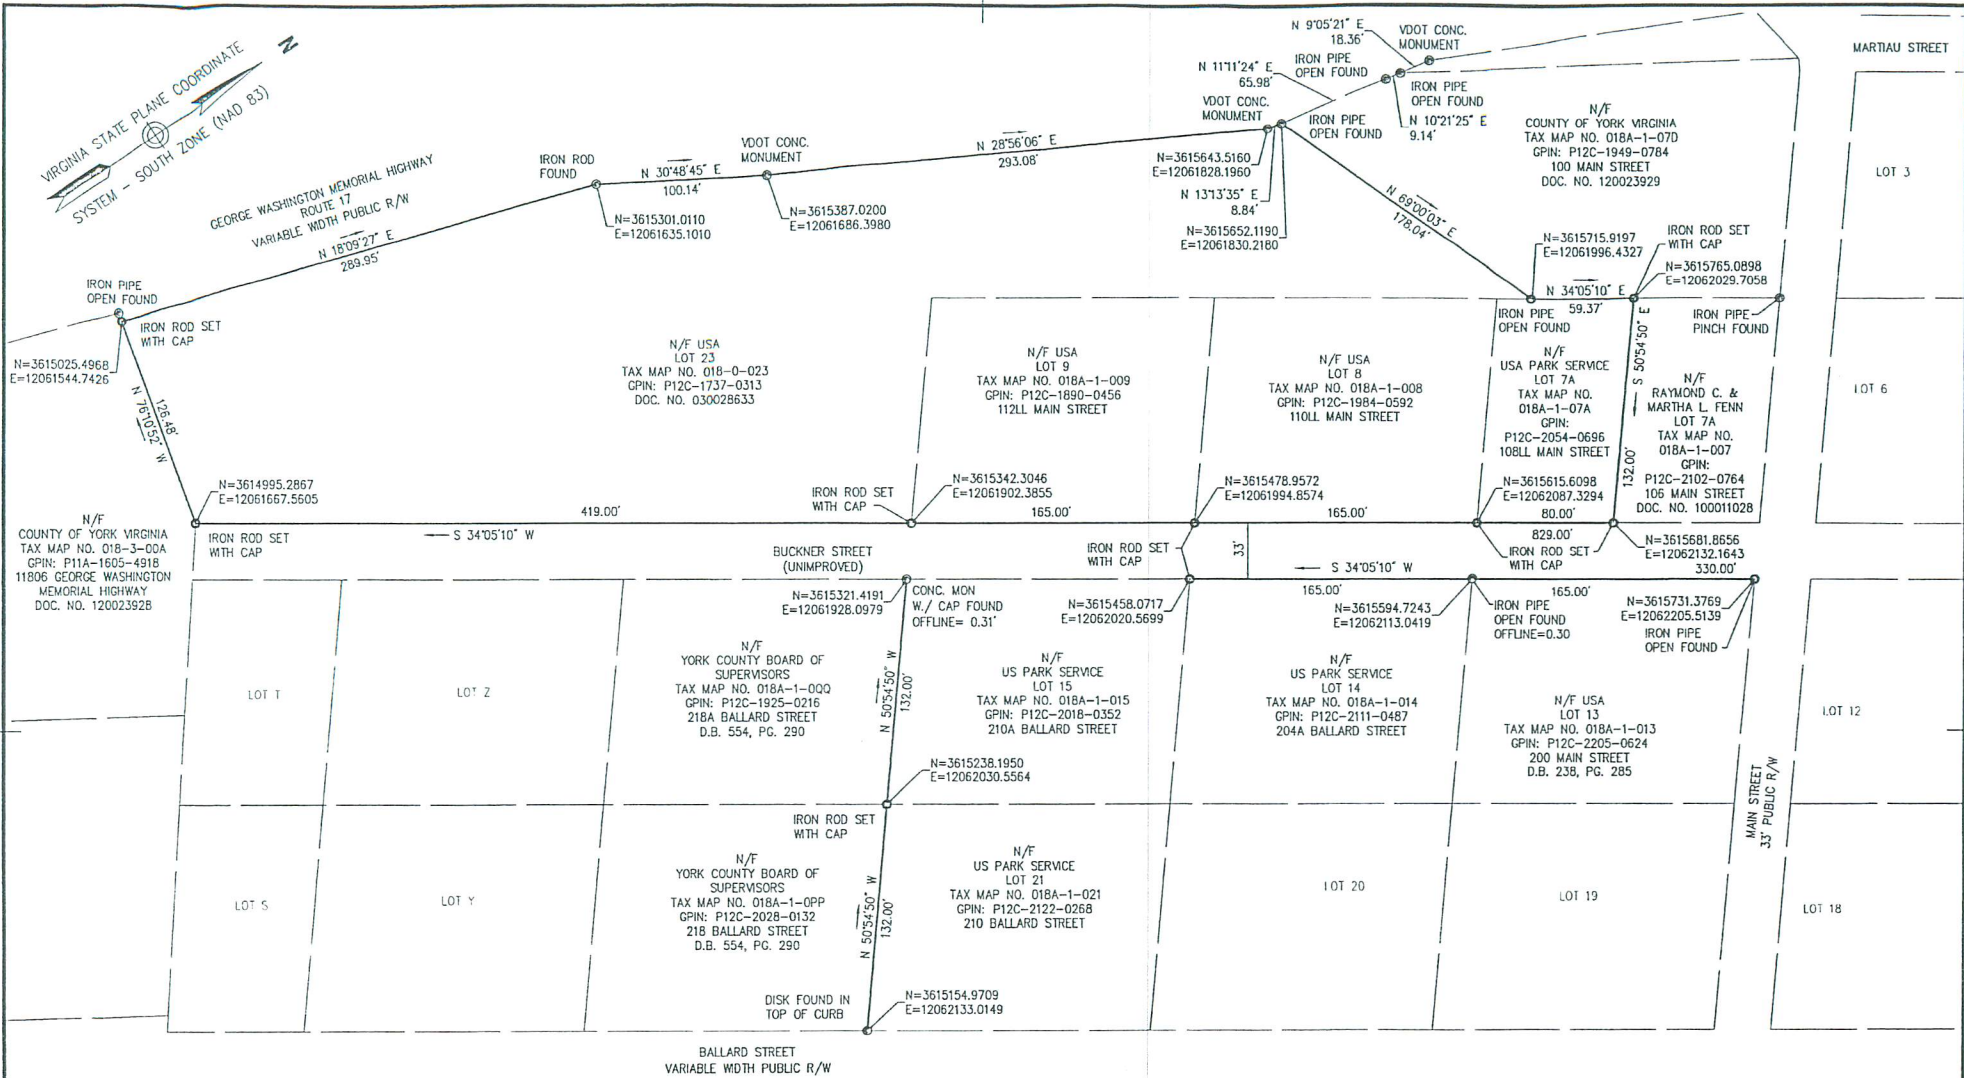 VIRGINIA STATE PLANE COORDINATE
SYSTEM - SOUTH ZONE (NAD 83)
N
GEORGE WASHINGTON MEMORIAL HIGHWAY
ROUTE 17
VARIABLE WIDTH PUBLIC R/W
N 18°09'27" E
289.95'
IRON ROD
FOUND
N 30°48'45" E
100.14'
VDOT CONC.
MONUMENT
N=3615301.0110
E=12061635.1010
N=3615387.0200
E=12061686.3980
N 28°56'06" E
293.08'
N 9°05'21" E
18.36'
VDOT CONC.
MONUMENT
N 11°11'24" E
65.98'
IRON PIPE
OPEN FOUND
VDOT CONC.
MONUMENT
IRON PIPE
OPEN FOUND
IRON PIPE
OPEN FOUND
N 10°21'25" E
9.14'
N=3615643.5160
E=12061828.1960
N 13°13'35" E
8.84'
N=3615652.1190
E=12061830.2180
N 69°00'03" E
178.04'
N/F
COUNTY OF YORK VIRGINIA
TAX MAP NO. 018A-1-07D
GPIN: P12C-1949-0784
100 MAIN STREET
DOC. NO. 120023929
MARTIAU STREET
LOT 3
N=3615715.9197
E=12061996.4327
IRON ROD SET
WITH CAP
N=3615765.0898
E=12062029.7058
N 34°05'10" E
59.37'
IRON PIPE
OPEN FOUND
IRON PIPE
PINCH FOUND
S 50°54'50" E
132.00'
IRON PIPE
OPEN FOUND
IRON ROD SET
WITH CAP
N=3615025.4968
E=12061544.7426
126.48'
N 76°10'52" W
N/F USA
LOT 23
TAX MAP NO. 018-0-023
GPIN: P12C-1737-0313
DOC. NO. 030028633
N/F USA
LOT 9
TAX MAP NO. 018A-1-009
GPIN: P12C-1890-0456
112LL MAIN STREET
N/F USA
LOT 8
TAX MAP NO. 018A-1-008
GPIN: P12C-1984-0592
110LL MAIN STREET
N/F
USA PARK SERVICE
LOT 7A
TAX MAP NO.
018A-1-07A
GPIN:
P12C-2054-0696
108LL MAIN STREET
N/F
RAYMOND C. &
MARTHA L. FENN
LOT 7A
TAX MAP NO.
018A-1-007
GPIN:
P12C-2102-0764
106 MAIN STREET
DOC. NO. 100011028
LOT 6
N=3614995.2867
E=12061667.5605
IRON ROD SET
WITH CAP
419.00'
S 34°05'10" W
IRON ROD SET
WITH CAP
N=3615342.3046
E=12061902.3855
165.00'
N=3615478.9572
E=12061994.8574
165.00'
N=3615615.6098
E=12062087.3294
80.00'
829.00'
IRON ROD SET
WITH CAP
N=3615681.8656
E=12062132.1643
330.00'
N/F
COUNTY OF YORK VIRGINIA
TAX MAP NO. 018-3-00A
GPIN: P11A-1605-4918
11806 GEORGE WASHINGTON
MEMORIAL HIGHWAY
DOC. NO. 120023928
BUCKNER STREET
(UNIMPROVED)
IRON ROD SET
WITH CAP
33'
S 34°05'10" W
165.00'
165.00'
N=3615321.4191
E=12061928.0979
CONC. MON
W./ CAP FOUND
OFFLINE= 0.31'
N=3615458.0717
E=12062020.5699
N=3615594.7243
E=12062113.0419
IRON PIPE
OPEN FOUND
OFFLINE=0.30
N=3615731.3769
E=12062205.5139
IRON PIPE
OPEN FOUND
LOT T
LOT Z
N/F
YORK COUNTY BOARD OF
SUPERVISORS
TAX MAP NO. 018A-1-0QQ
GPIN: P12C-1925-0216
218A BALLARD STREET
D.B. 554, PG. 290
N 50°54'50" W
132.00'
N/F
US PARK SERVICE
LOT 15
TAX MAP NO. 018A-1-015
GPIN: P12C-2018-0352
210A BALLARD STREET
N/F
US PARK SERVICE
LOT 14
TAX MAP NO. 018A-1-014
GPIN: P12C-2111-0487
204A BALLARD STREET
N/F USA
LOT 13
TAX MAP NO. 018A-1-013
GPIN: P12C-2205-0624
200 MAIN STREET
D.B. 238, PG. 285
LOT 12
MAIN STREET
33' PUBLIC R/W
N=3615238.1950
E=12062030.5564
IRON ROD SET
WITH CAP
LOT S
LOT Y
N/F
YORK COUNTY BOARD OF
SUPERVISORS
TAX MAP NO. 018A-1-0PP
GPIN: P12C-2028-0132
218 BALLARD STREET
D.B. 554, PG. 290
N 50°54'50" W
132.00'
N/F
US PARK SERVICE
LOT 21
TAX MAP NO. 018A-1-021
GPIN: P12C-2122-0268
210 BALLARD STREET
LOT 20
LOT 19
LOT 18
DISK FOUND IN
TOP OF CURB
N=3615154.9709
E=12062133.0149
BALLARD STREET
VARIABLE WIDTH PUBLIC R/W